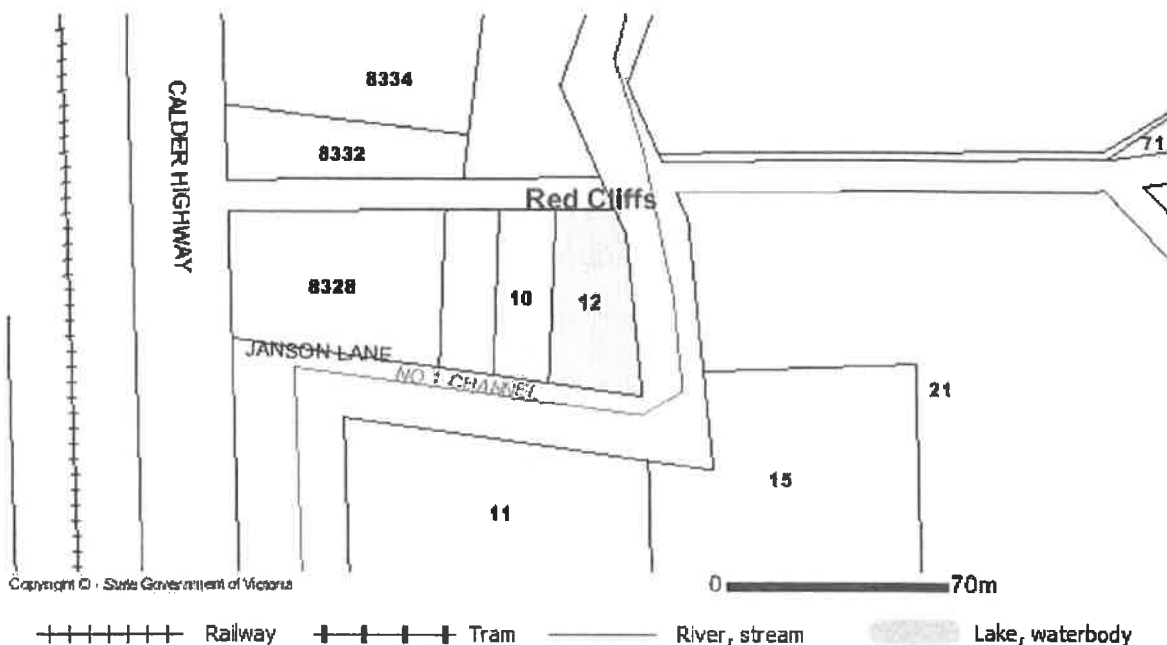 8334
CALDER HIGHWAY
8332
71
Red Cliffs
8328
10
12
JANSON LANE
NO 1 CHANNEL
21
15
11
Copyright © - State Government of Victoria
0 70m
Railway Tram River, stream Lake, waterbody